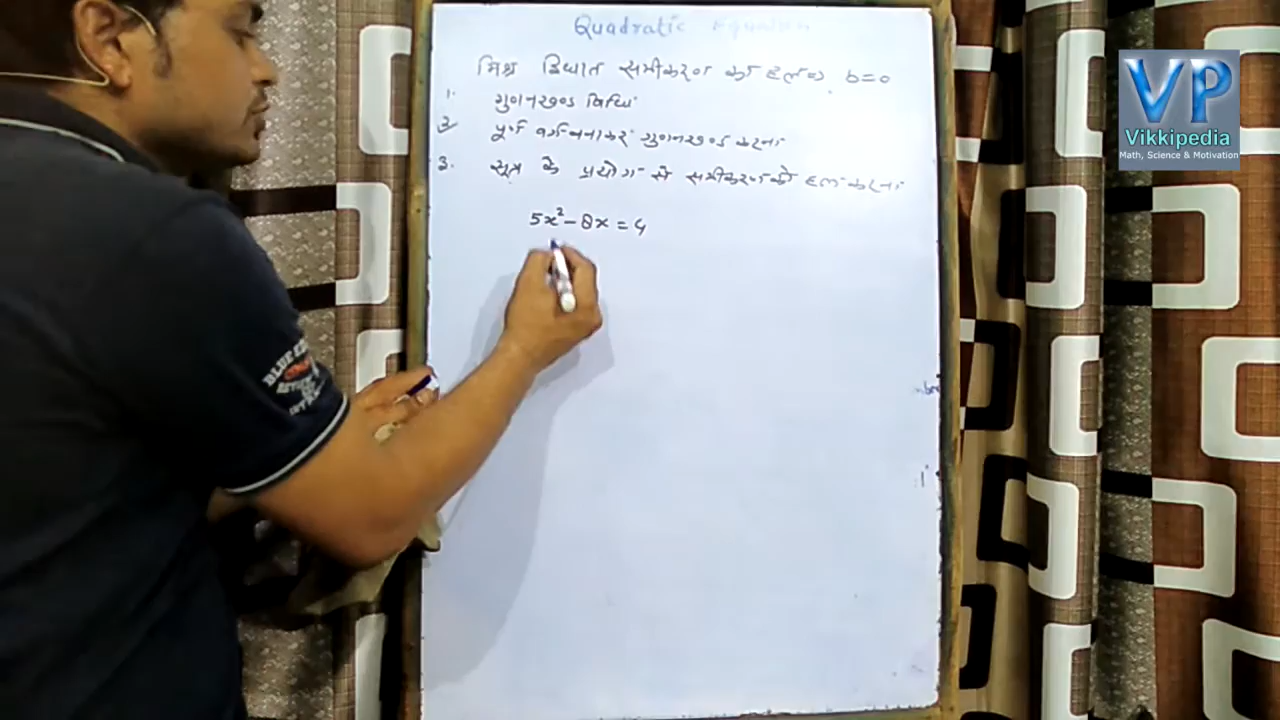 Quadratic Equation
मिश्र द्विघात समीकरण का हल b=0
1. गुणनखण्ड विधि
2. पूर्ण वर्ग बनाकर गुणनखण्ड करना
3. सूत्र के प्रयोग से समीकरण को हल करना
5x² - 8x = 4
VP
Vikkipedia
Math, Science & Motivation